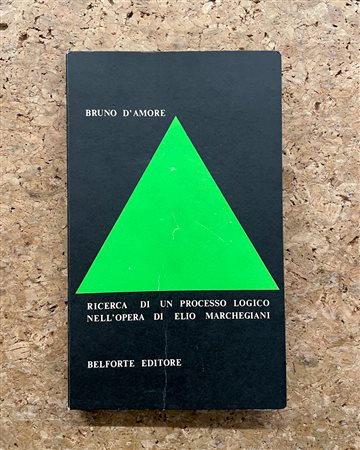 BRUNO D'AMORE
RICERCA DI UN PROCESSO LOGICO
NELL'OPERA DI ELIO MARCHEGIANI
BELFORTE EDITORE